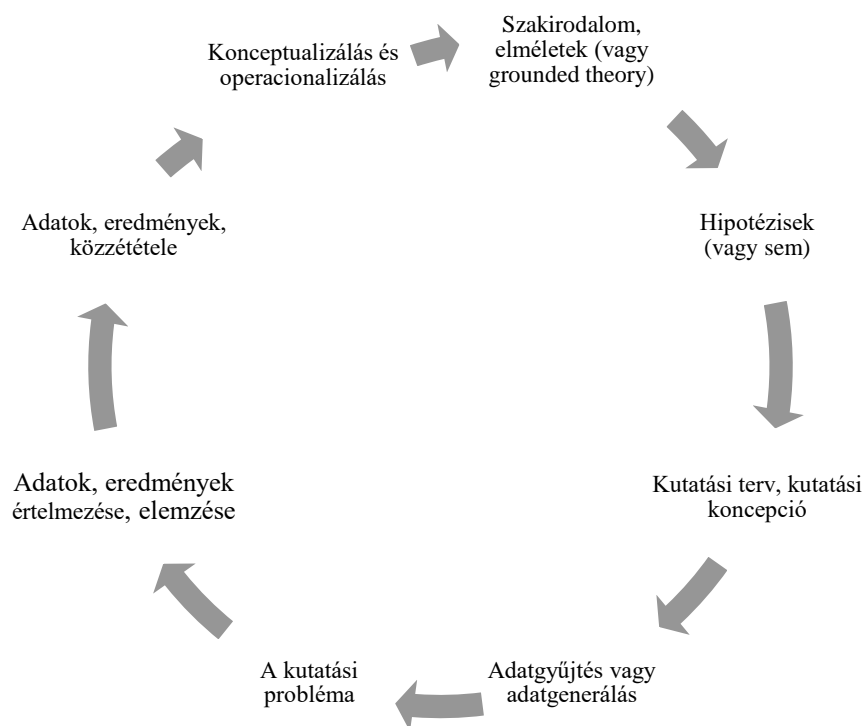 Szakirodalom,
elméletek (vagy
grounded theory)
Konceptualizálás és
operacionalizálás
Hipotézisek
(vagy sem)
Adatok, eredmények,
közzététele
Kutatási terv, kutatási
koncepció
Adatok, eredmények
értelmezése, elemzése
Adatgyűjtés vagy
adatgenerálás
A kutatási
probléma